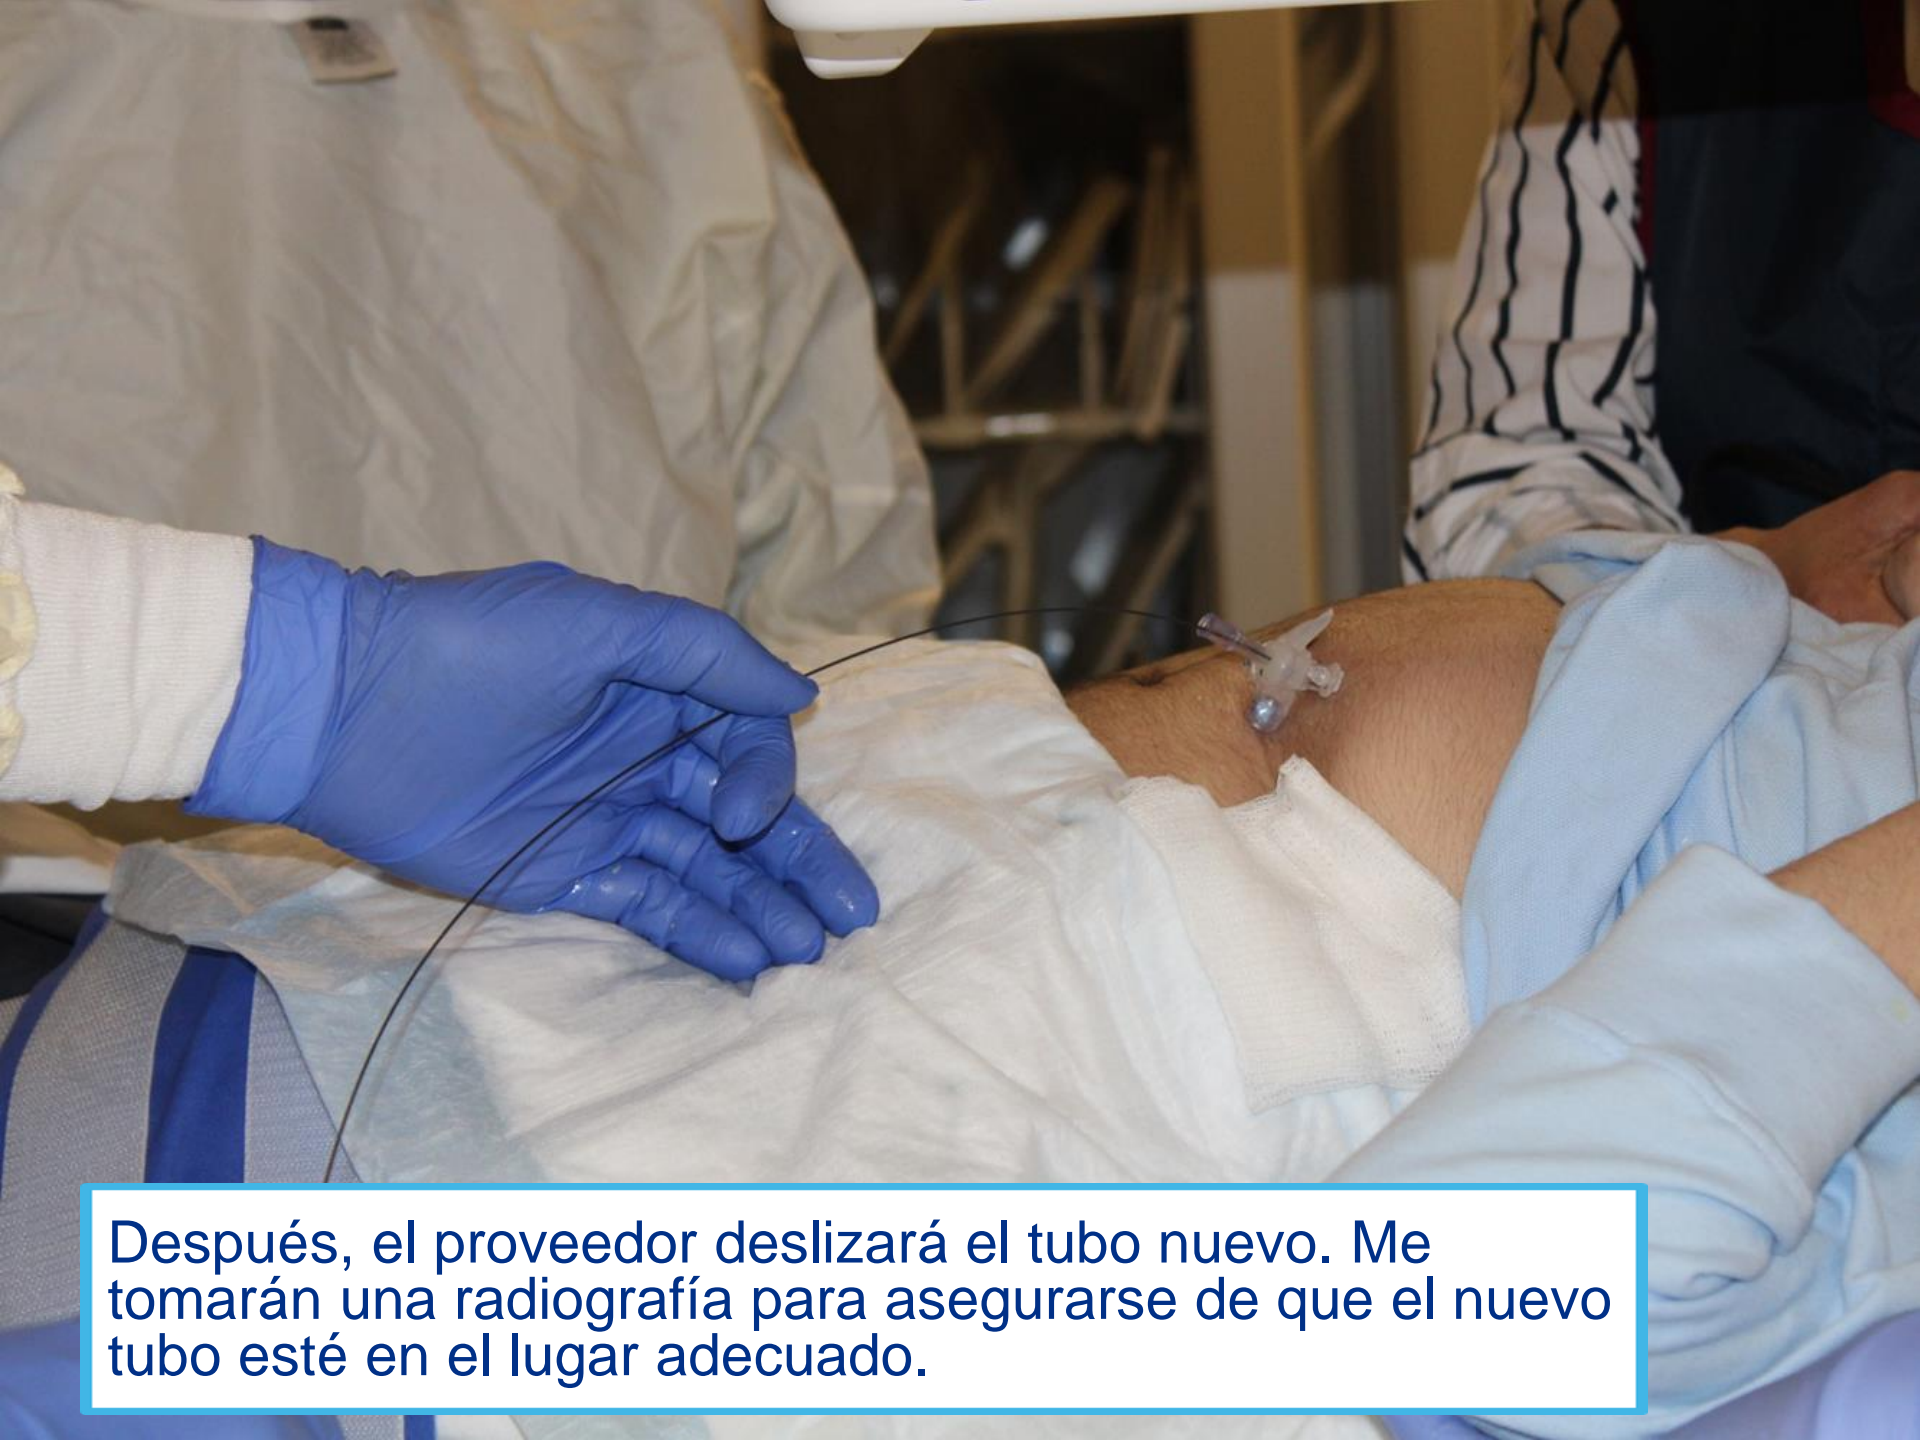 Después, el proveedor deslizará el tubo nuevo. Me
tomarán una radiografía para asegurarse de que el nuevo
tubo esté en el lugar adecuado.